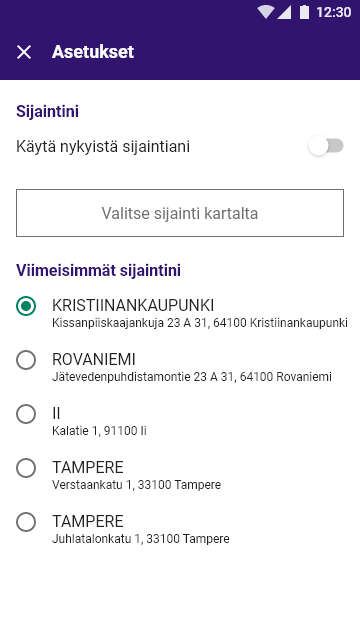 12:30
Asetukset
Sijaintini
Käytä nykyistä sijaintiani
Valitse sijainti kartalta
Viimeisimmät sijaintini
KRISTIINANKAUPUNKI
Kissanpiiskaajankuja 23 A 31, 64100 Kristiinankaupunki
ROVANIEMI
Jätevedenpuhdistamontie 23 A 31, 64100 Rovaniemi
II
Kalatie 1, 91100 Ii
TAMPERE
Verstaankatu 1, 33100 Tampere
TAMPERE
Juhlatalonkatu 1, 33100 Tampere